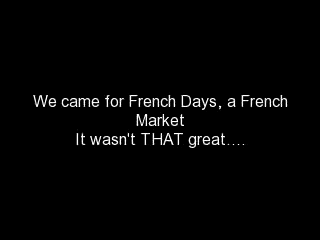 We came for French Days, a French
Market
It wasn't THAT great....